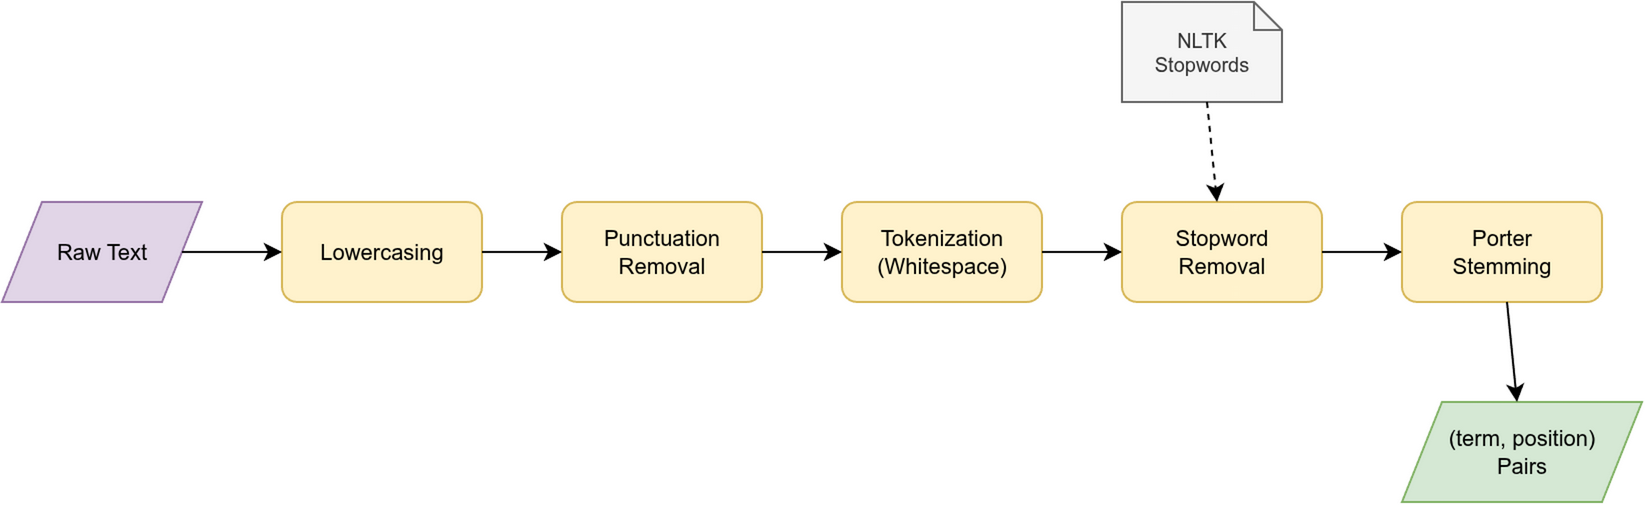 NLTK
Stopwords
Raw Text
Lowercasing
Punctuation
Removal
Tokenization
(Whitespace)
Stopword
Removal
Porter
Stemming
(term, position)
Pairs